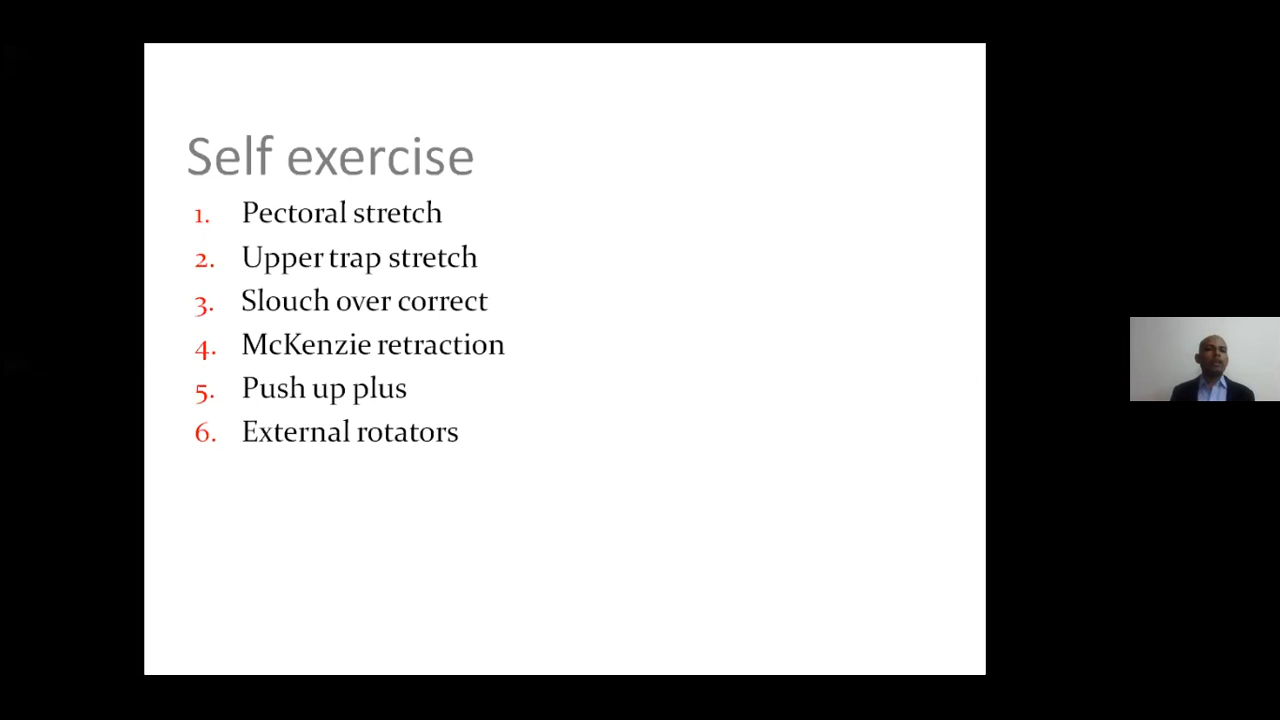 Self exercise
1. Pectoral stretch
2. Upper trap stretch
3. Slouch over correct
4. McKenzie retraction
5. Push up plus
6. External rotators